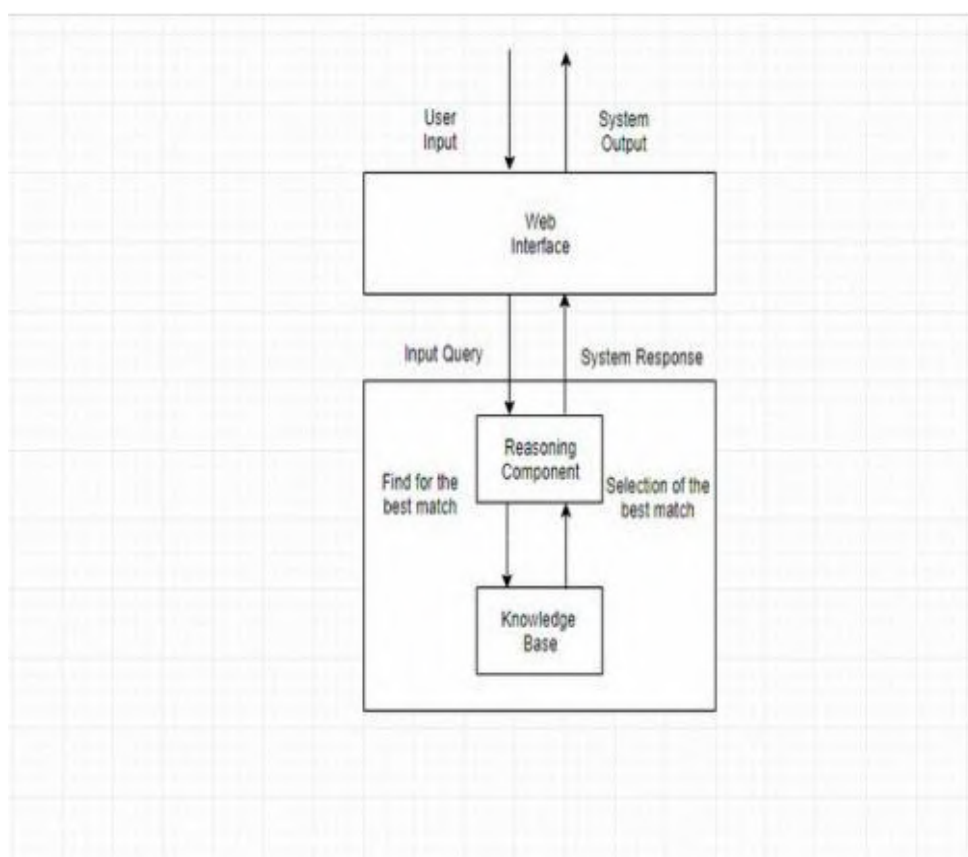 User
Input
System
Output
Web
Interface
Input Query
System Response
Reasoning
Component
Find for the
best match
Selection of the
best match
Knowledge
Base